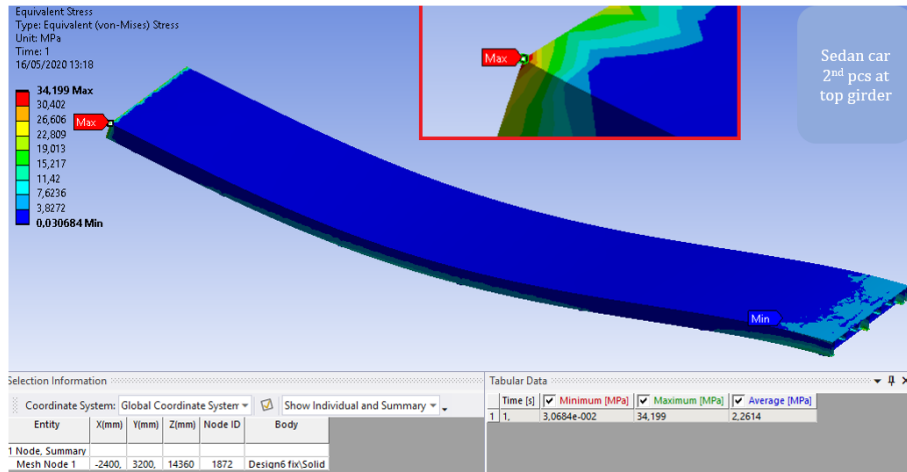 Equivalent Stress
Type: Equivalent (von-Mises) Stress
Unit: MPa
Time: 1
16/05/2020 13:18
34,199 Max
30,402
26,606
22,809
19,013
15,217
11,42
7,6236
3,8272
0,030684 Min
Max
Max
Sedan car
2nd pcs at
top girder
Min
Selection Information
Coordinate System: Global Coordinate System Show Individual and Summary
Entity X(mm) Y(mm) Z(mm) Node ID Body
1 Node, Summary
Mesh Node 1 -2400, 3200, 14360 1872 Design6 fix\Solid
Tabular Data
Time [s] Minimum [MPa] Maximum [MPa] Average [MPa]
1 1, 3,0684e-002 34,199 2,2614